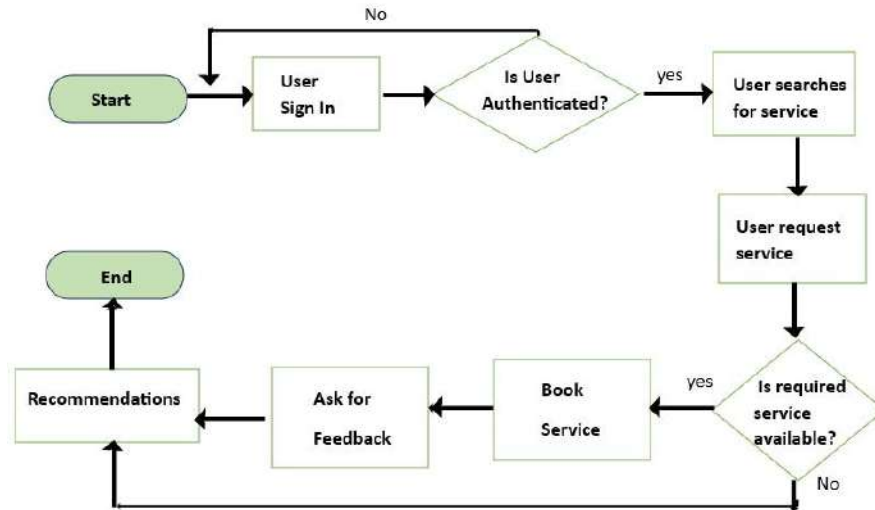 No
Start
User
Sign In
Is User
Authenticated?
yes
User searches
for service
User request
service
End
Recommendations
Ask for
Feedback
Book
Service
yes
Is required
service
available?
No